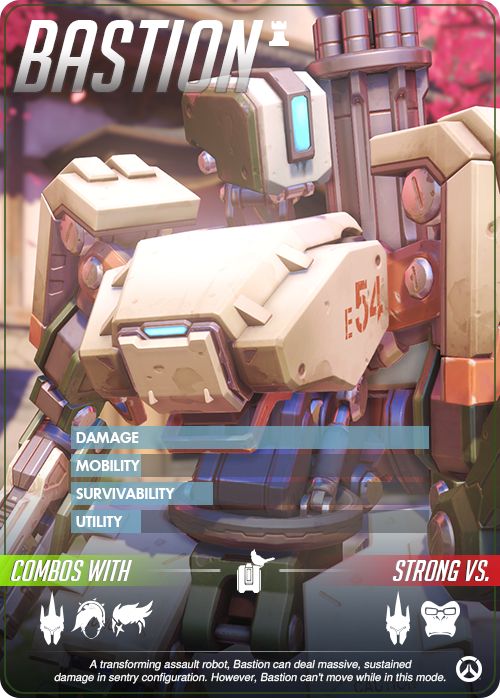 BASTION
E54
DAMAGE
MOBILITY
SURVIVABILITY
UTILITY
COMBOS WITH
STRONG VS.
A transforming assault robot, Bastion can deal massive, sustained
damage in sentry configuration. However, Bastion can't move while in this mode.